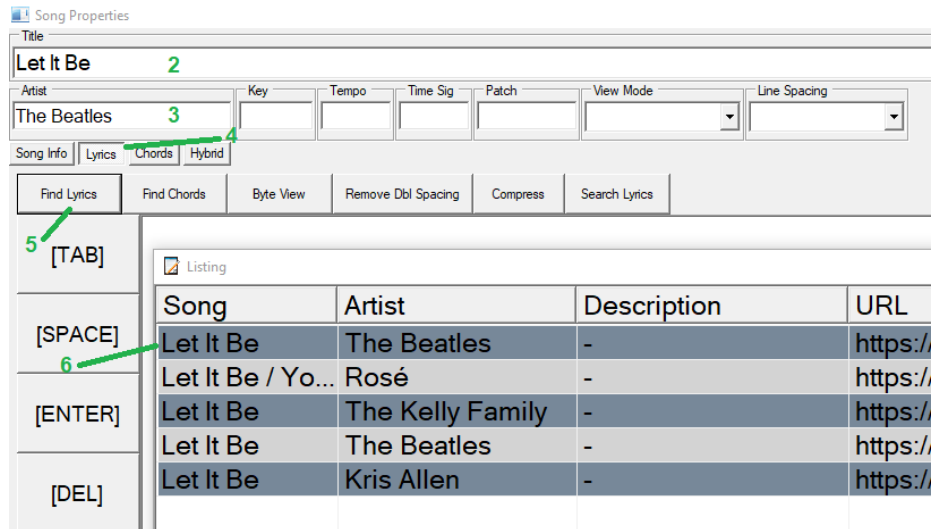 Song Properties
Title
Let It Be 2
Artist Key Tempo Time Sig Patch View Mode Line Spacing
The Beatles 3
4
Song Info Lyrics Chords Hybrid
Find Lyrics Find Chords Byte View Remove Dbl Spacing Compress Search Lyrics
5
[TAB]
Listing
Song Artist Description URL
[SPACE]
6
Let It Be The Beatles - https:/
Let It Be / Yo... Rosé - https:/
[ENTER]
Let It Be The Kelly Family - https:/
Let It Be The Beatles - https:/
Let It Be Kris Allen - https:/
[DEL]